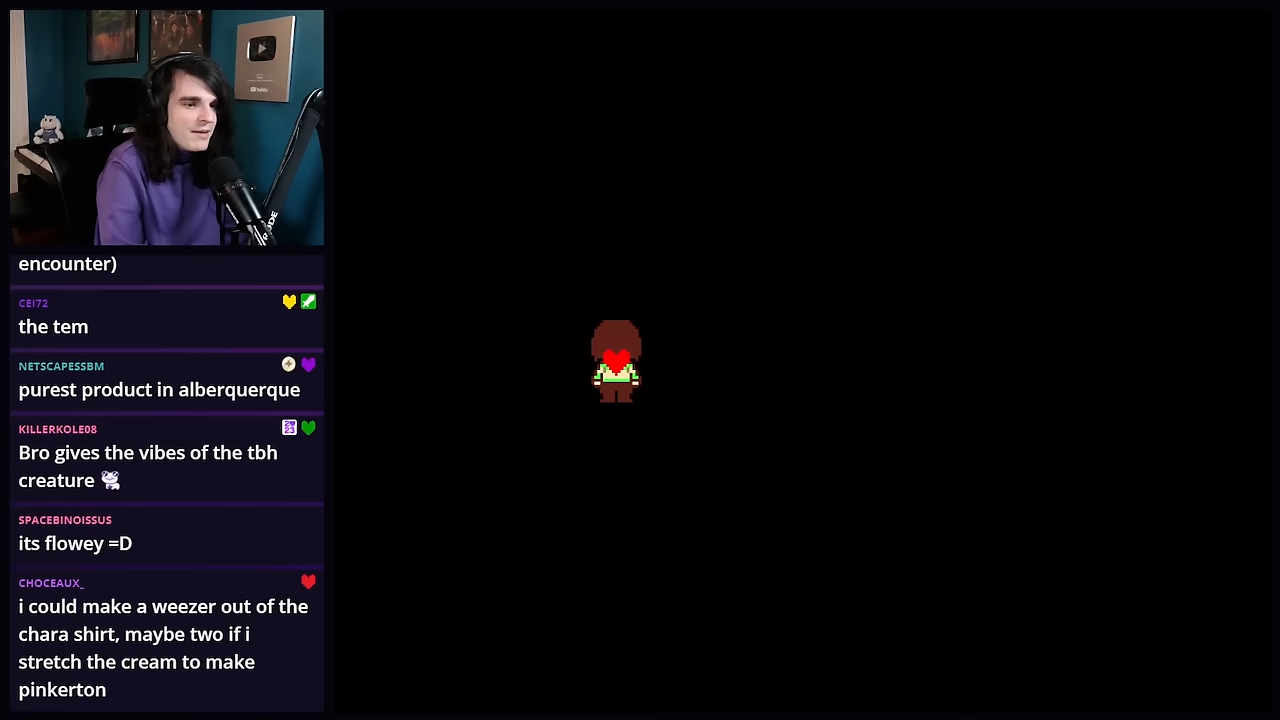 RODE
encounter)
CEI72
the tem
NETSCAPESSBM
purest product in alberquerque
KILLERKOLE08
Bro gives the vibes of the tbh
creature
SPACEBINOISSUS
its flowey =D
CHOCEAUX_
i could make a weezer out of the
chara shirt, maybe two if i
stretch the cream to make
pinkerton